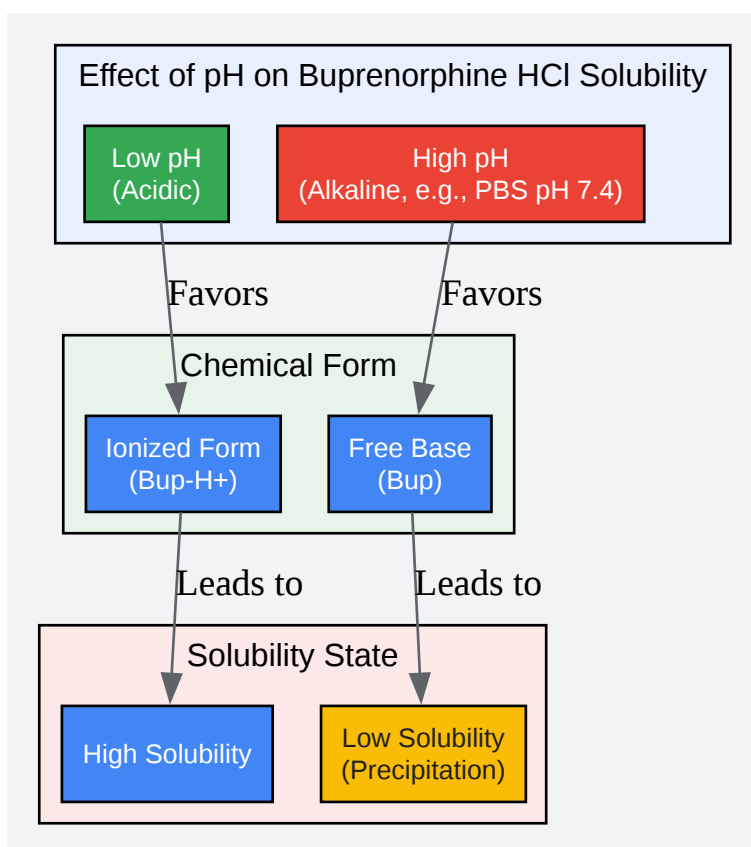 Effect of pH on Buprenorphine HCl Solubility
Low pH
(Acidic)
High pH
(Alkaline, e.g., PBS pH 7.4)
Favors
Favors
Chemical Form
Ionized Form
(Bup-H+)
Free Base
(Bup)
Leads to
Leads to
Solubility State
High Solubility
Low Solubility
(Precipitation)